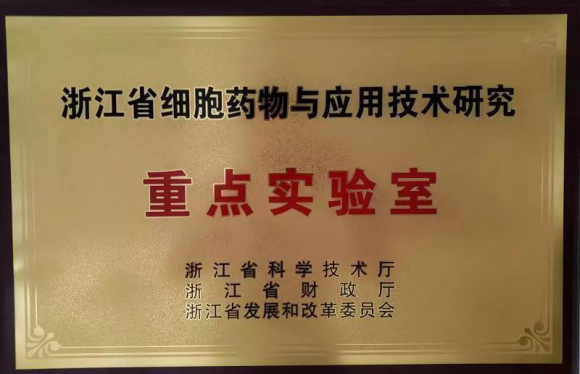 浙江省细胞药物与应用技术研究
重点实验室
浙江省科学技术厅
浙江省财政厅
浙江省发展和改革委员会